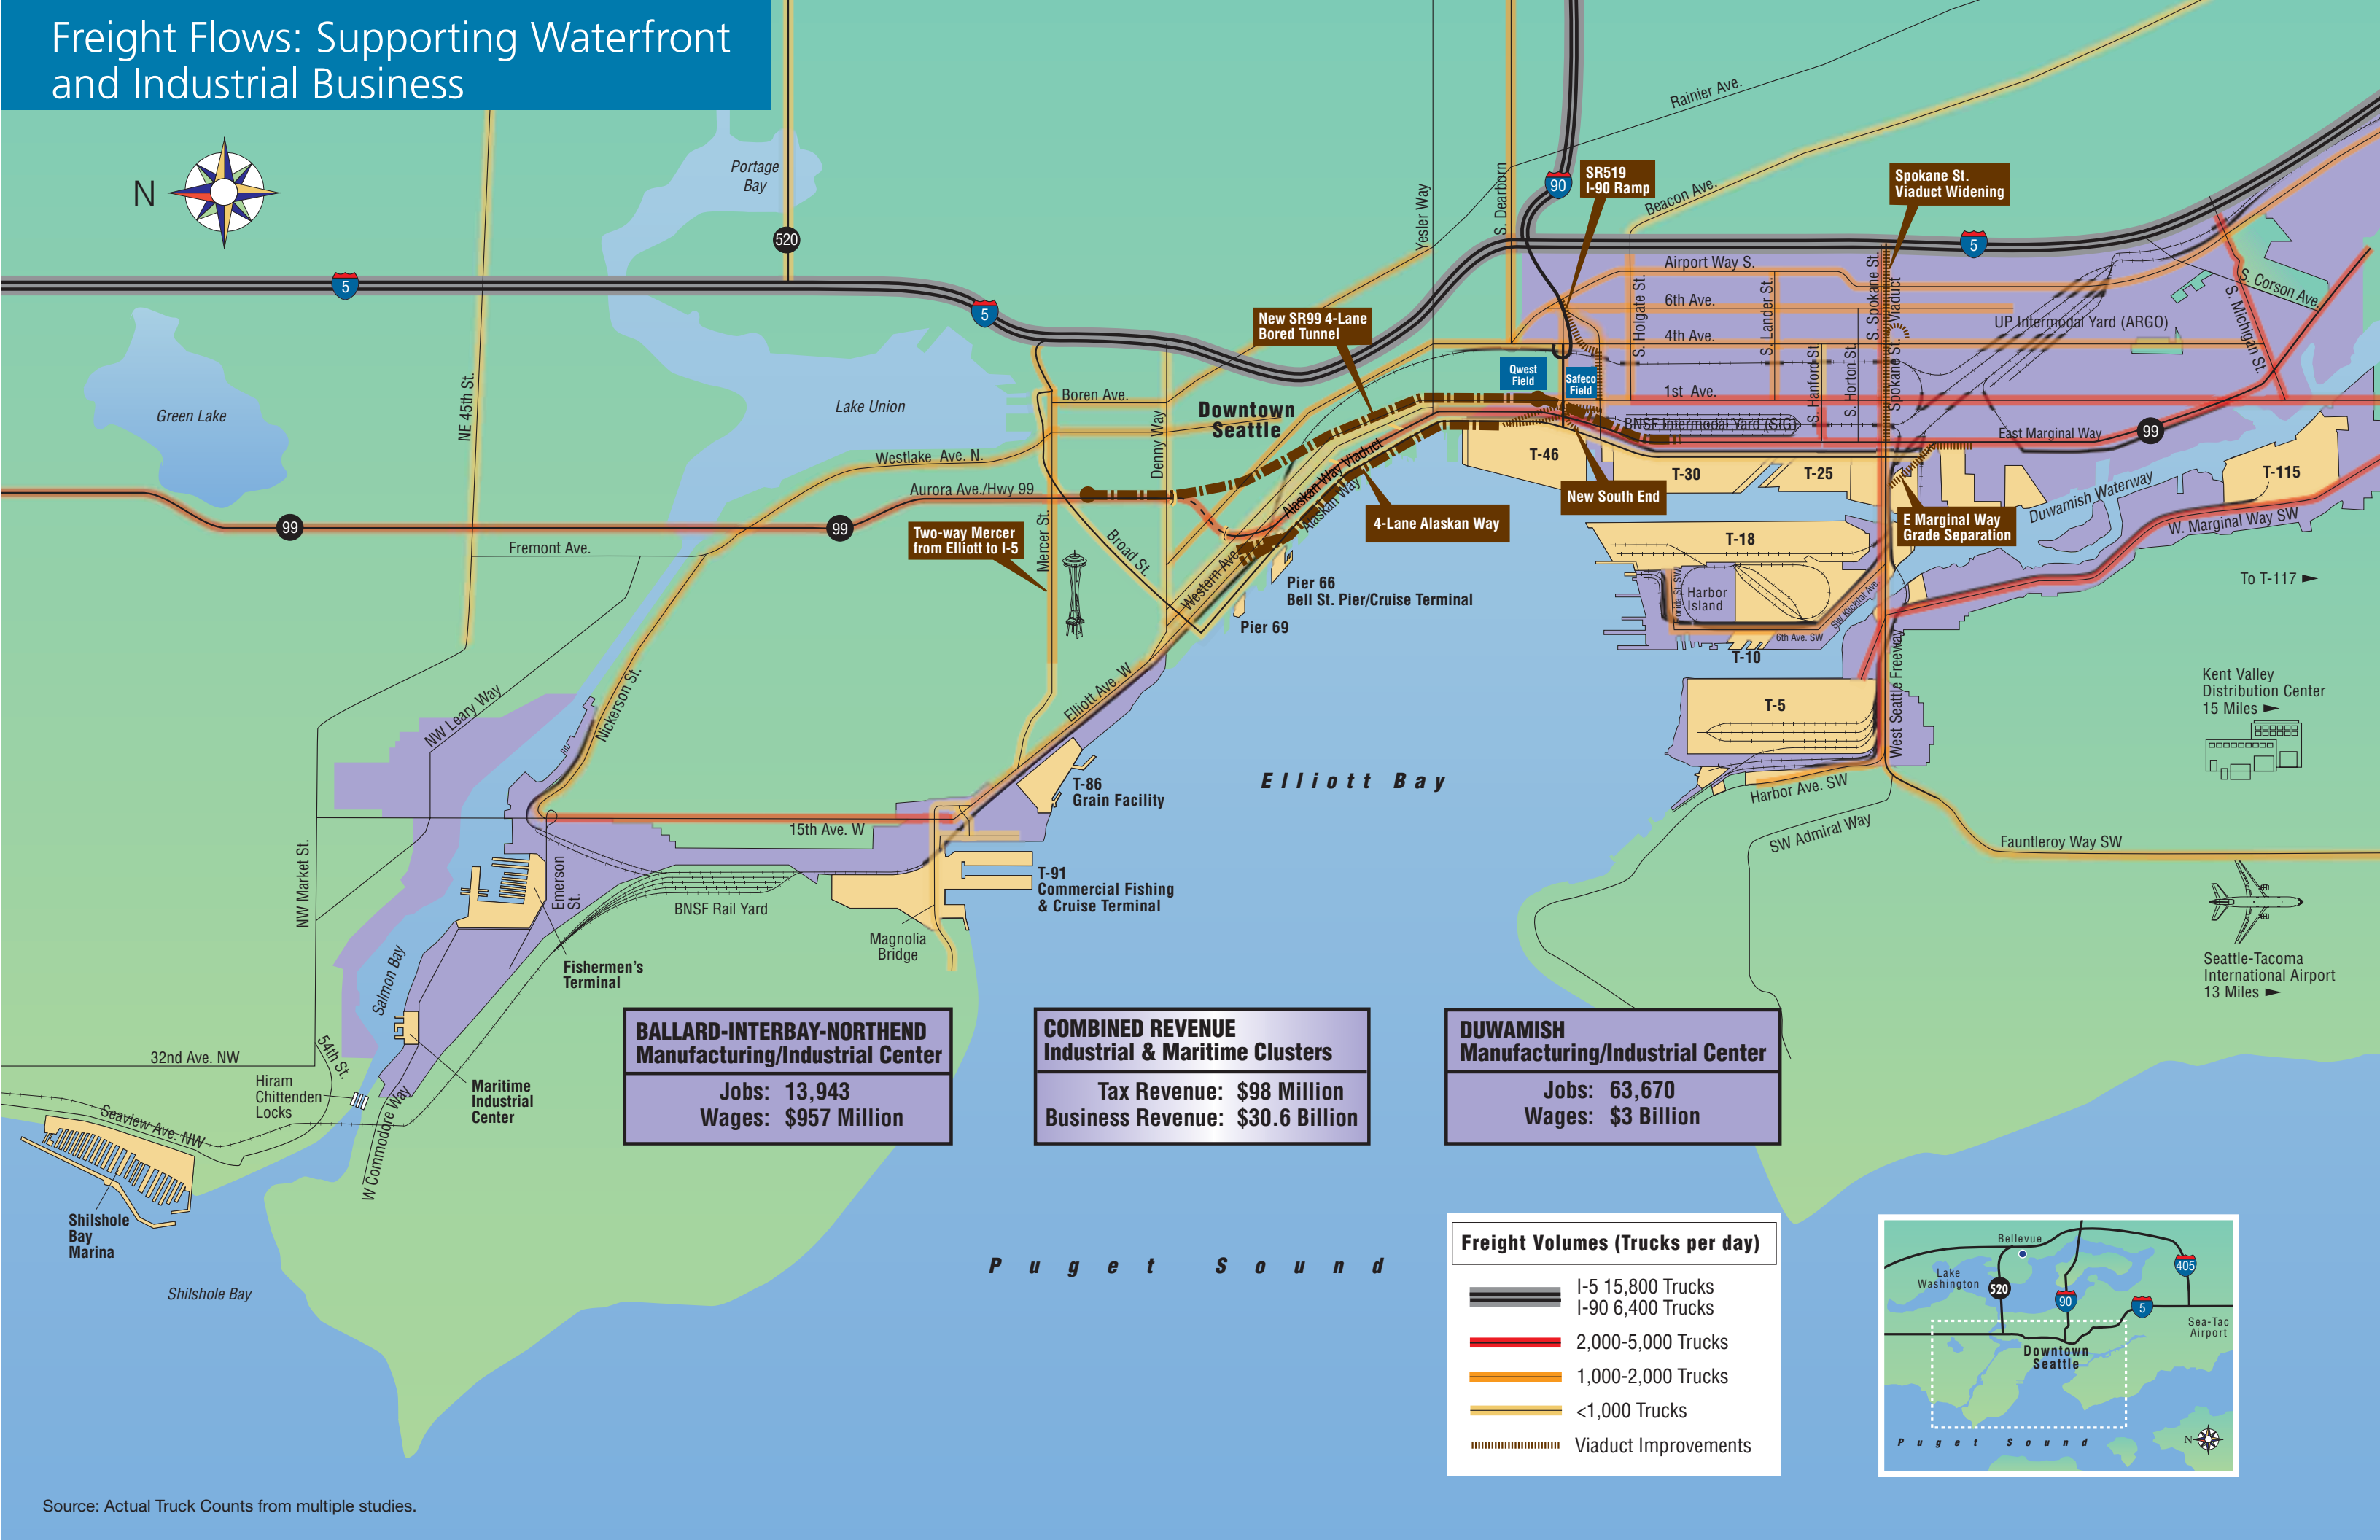 Freight Flows: Supporting Waterfront
and Industrial Business
N
Portage
Bay
520
5
5
5
90
Green Lake
NE 45th St.
Lake Union
Boren Ave.
Denny Way
Downtown
Seattle
Westlake Ave. N.
Aurora Ave./Hwy 99
99
99
99
Fremont Ave.
Mercer St.
Broad St.
Two-way Mercer
from Elliott to I-5
New SR99 4-Lane
Bored Tunnel
Yesler Way
S. Dearborn
Rainier Ave.
Beacon Ave.
SR519
I-90 Ramp
Spokane St.
Viaduct Widening
Airport Way S.
6th Ave.
4th Ave.
1st Ave.
S. Holgate St.
S. Lander St.
S. Hanford St.
S. Horton St.
S. Spokane St.
Spokane St. Viaduct
UP Intermodal Yard (ARGO)
S. Corson Ave.
S. Michigan St.
Qwest
Field
Safeco
Field
BNSF Intermodal Yard (SIG)
East Marginal Way
T-46
T-30
T-25
T-115
New South End
Alaskan Way Viaduct
Alaskan Way
4-Lane Alaskan Way
E Marginal Way
Grade Separation
Duwamish Waterway
W. Marginal Way SW
T-18
Harbor
Island
Florida St. SW
SW Klickitat Ave.
6th Ave. SW
T-10
To T-117
Western Ave.
Pier 66
Bell St. Pier/Cruise Terminal
Pier 69
Elliott Ave. W
Nickerson St.
NW Leary Way
T-5
West Seattle Freeway
Harbor Ave. SW
SW Admiral Way
Fauntleroy Way SW
Kent Valley
Distribution Center
15 Miles
Seattle-Tacoma
International Airport
13 Miles
Elliott Bay
T-86
Grain Facility
15th Ave. W
T-91
Commercial Fishing
& Cruise Terminal
Magnolia
Bridge
BNSF Rail Yard
Emerson
St.
NW Market St.
Fishermen's
Terminal
Salmon Bay
32nd Ave. NW
54th St.
Hiram
Chittenden
Locks
Maritime
Industrial
Center
Seaview Ave. NW
W Commodore Way
Shilshole
Bay
Marina
Shilshole Bay
BALLARD-INTERBAY-NORTHEND
Manufacturing/Industrial Center
Jobs: 13,943
Wages: $957 Million
COMBINED REVENUE
Industrial & Maritime Clusters
Tax Revenue: $98 Million
Business Revenue: $30.6 Billion
DUWAMISH
Manufacturing/Industrial Center
Jobs: 63,670
Wages: $3 Billion
Puget Sound
Freight Volumes (Trucks per day)
I-5 15,800 Trucks
I-90 6,400 Trucks
2,000-5,000 Trucks
1,000-2,000 Trucks
<1,000 Trucks
Viaduct Improvements
Bellevue
Lake
Washington
520
90
405
5
Sea-Tac
Airport
Downtown
Seattle
Puget Sound
N
Source: Actual Truck Counts from multiple studies.